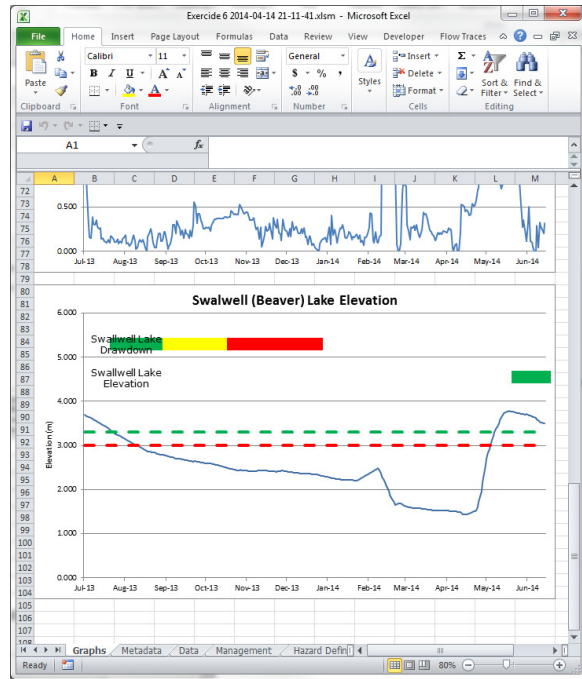 Exercide 6 2014-04-14 21-11-41.xlsm - Microsoft Excel
File Home Insert Page Layout Formulas Data Review View Developer Flow Traces
Calibri 11 General Σ Insert
Paste B I U A A $ % , Styles Delete Sort & Filter Find & Select
A Format
Clipboard Font Alignment Number Cells Editing
A1 fx
A B C D E F G H I J K L M
72
73 0.500
74
75
76 0.000
77 Jul-13 Aug-13 Sep-13 Oct-13 Nov-13 Dec-13 Jan-14 Feb-14 Mar-14 Apr-14 May-14 Jun-14
78
79
80
81 Swalwell (Beaver) Lake Elevation
82 6.000
83
84 Swallwell Lake
85 Drawdown
86 5.000
87 Swallwell Lake
88 Elevation
89
90 4.000
91
92 3.000
93
94
95 2.000
96
97
98
99 1.000
100
101
102
103 0.000
104 Jul-13 Aug-13 Sep-13 Oct-13 Nov-13 Dec-13 Jan-14 Feb-14 Mar-14 Apr-14 May-14 Jun-14
Elevation (m)
105
106
107
108
Graphs Metadata Data Management Hazard Defini
Ready 80%